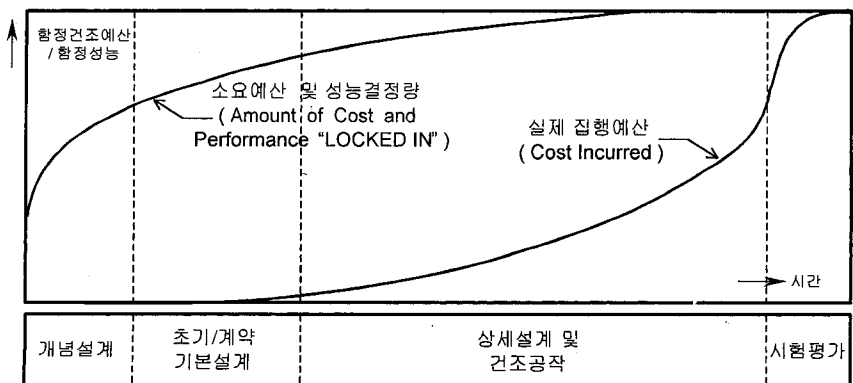 함정건조예산
/ 함정성능
소요예산 및 성능결정량
( Amount of Cost and
Performance “LOCKED IN” )
실제 집행예산
( Cost Incurred )
시간
개념설계
초기/계약
기본설계
상세설계 및
건조공작
시험평가